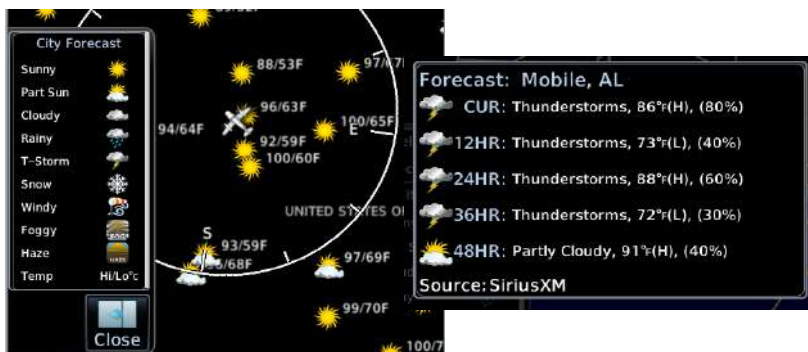 City Forecast
Sunny
Part Sun
Cloudy
Rainy
T-Storm
Snow
Windy
Foggy
Haze
Temp Hi/Lo°c
Close
88/53F
96/63F
94/64F
100/65F
E
92/59F
100/60F
UNITED STATES O
S
93/59F
/68F
97/69F
99/70F
100/7
Forecast: Mobile, AL
CUR: Thunderstorms, 86°F(H), (80%)
12HR: Thunderstorms, 73°F(L), (40%)
24HR: Thunderstorms, 88°F(H), (60%)
36HR: Thunderstorms, 72°F(L), (30%)
48HR: Partly Cloudy, 91°F(H), (40%)
Source: SiriusXM